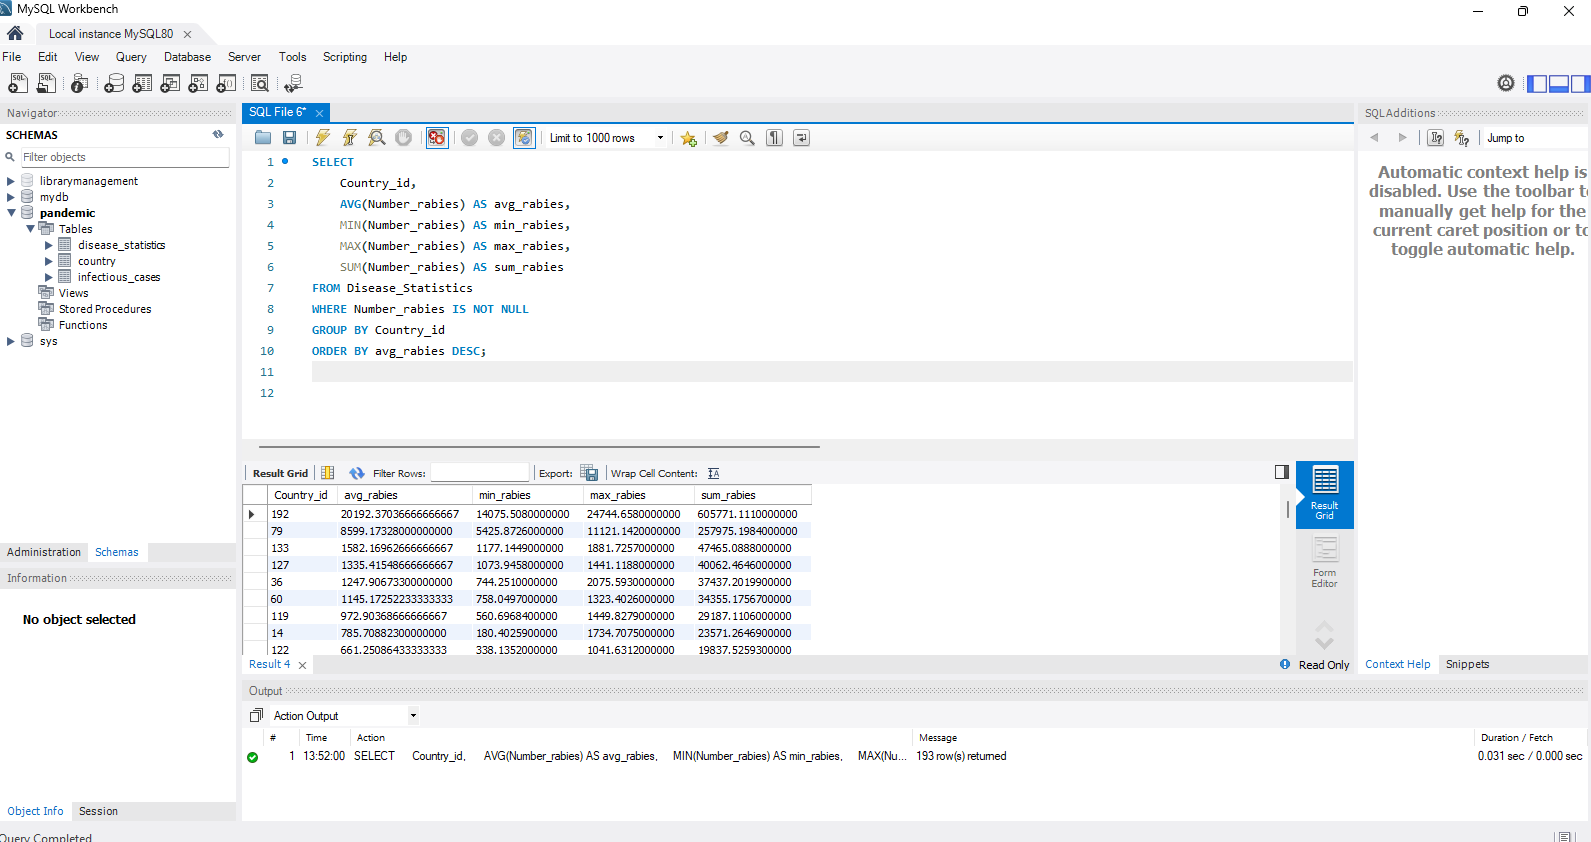 MySQL Workbench
Local instance MySQL80
File Edit View Query Database Server Tools Scripting Help
Navigator
SCHEMAS
Filter objects
librarymanagement
mydb
pandemic
Tables
disease_statistics
country
infectious_cases
Views
Stored Procedures
Functions
sys
Administration Schemas
Information
No object selected
Object Info Session
Query Completed
SQL File 6*
Limit to 1000 rows
1 SELECT
2 Country_id,
3 AVG(Number_rabies) AS avg_rabies,
4 MIN(Number_rabies) AS min_rabies,
5 MAX(Number_rabies) AS max_rabies,
6 SUM(Number_rabies) AS sum_rabies
7 FROM Disease_Statistics
8 WHERE Number_rabies IS NOT NULL
9 GROUP BY Country_id
10 ORDER BY avg_rabies DESC;
11
12
Result Grid Filter Rows: Export: Wrap Cell Content:
Country_id avg_rabies min_rabies max_rabies sum_rabies
192 20192.37036666666667 14075.5080000000 24744.6580000000 605771.1110000000
79 8599.17328000000000 5425.8726000000 11121.1420000000 257975.1984000000
133 1582.16962666666667 1177.1449000000 1881.7257000000 47465.0888000000
127 1335.41548666666667 1073.9458000000 1441.1188000000 40062.4646000000
36 1247.90673300000000 744.2510000000 2075.5930000000 37437.2019900000
60 1145.17252233333333 758.0497000000 1323.4026000000 34355.1756700000
119 972.90368666666667 560.6968400000 1449.8279000000 29187.1106000000
14 785.70882300000000 180.4025900000 1734.7075000000 23571.2646900000
122 661.25086433333333 338.1352000000 1041.6312000000 19837.5259300000
Result Grid
Form Editor
Result 4
Read Only
Output
Action Output
# Time Action Message Duration / Fetch
1 13:52:00 SELECT Country_id, AVG(Number_rabies) AS avg_rabies, MIN(Number_rabies) AS min_rabies, MAX(Nu... 193 row(s) returned 0.031 sec / 0.000 sec
SQLAdditions
Jump to
Automatic context help is
disabled. Use the toolbar to
manually get help for the
current caret position or to
toggle automatic help.
Context Help Snippets